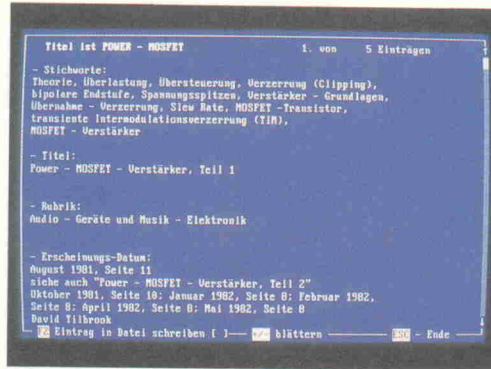 Titel ist POWER - MOSFET 1. von 5 Einträgen
- Stichworte:
Theorie, Überlastung, Übersteuerung, Verzerrung (Clipping),
bipolare Endstufe, Spannungsspitzen, Verstärker - Grundlagen,
Übernahme - Verzerrung, Slew Rate, MOSFET -Transistor,
transiente Intermodulationsverzerrung (TIM),
MOSFET - Verstärker
- Titel:
Power - MOSFET - Verstärker, Teil 1
- Rubrik:
Audio - Geräte und Musik - Elektronik
- Erscheinungs-Datum:
August 1981, Seite 11
siehe auch "Power - MOSFET - Verstärker, Teil 2"
Oktober 1981, Seite 10; Januar 1982, Seite 8; Februar 1982,
Seite 8; April 1982, Seite 8; Mai 1982, Seite 8
David Tilbrook
F2 Eintrag in Datei schreiben [ ] +/- blättern ESC - Ende